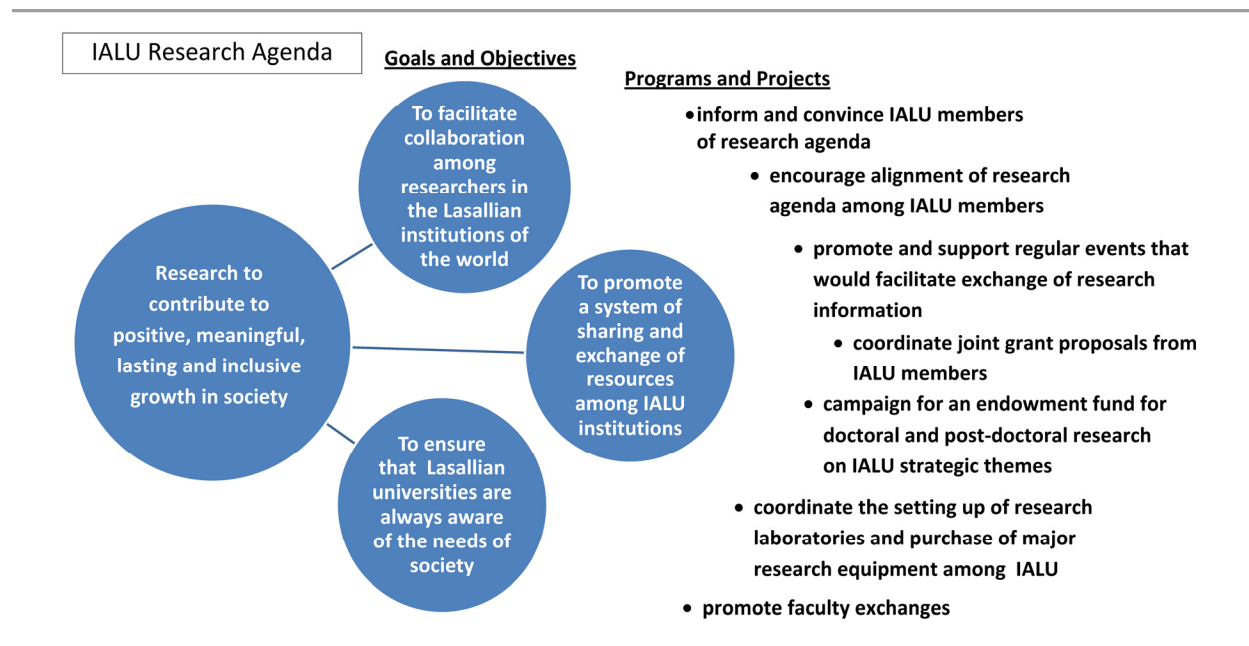 IALU Research Agenda
Goals and Objectives
To facilitate
collaboration
among
researchers in
the Lasallian
institutions of
the world
Research to
contribute to
positive, meaningful,
lasting and inclusive
growth in society
To promote
a system of
sharing and
exchange of
resources
among IALU
institutions
To ensure
that Lasallian
universities are
always aware
of the needs of
society
Programs and Projects
•inform and convince IALU members
of research agenda
• encourage alignment of research
agenda among IALU members
• promote and support regular events that
would facilitate exchange of research
information
• coordinate joint grant proposals from
IALU members
• campaign for an endowment fund for
doctoral and post-doctoral research
on IALU strategic themes
• coordinate the setting up of research
laboratories and purchase of major
research equipment among IALU
• promote faculty exchanges